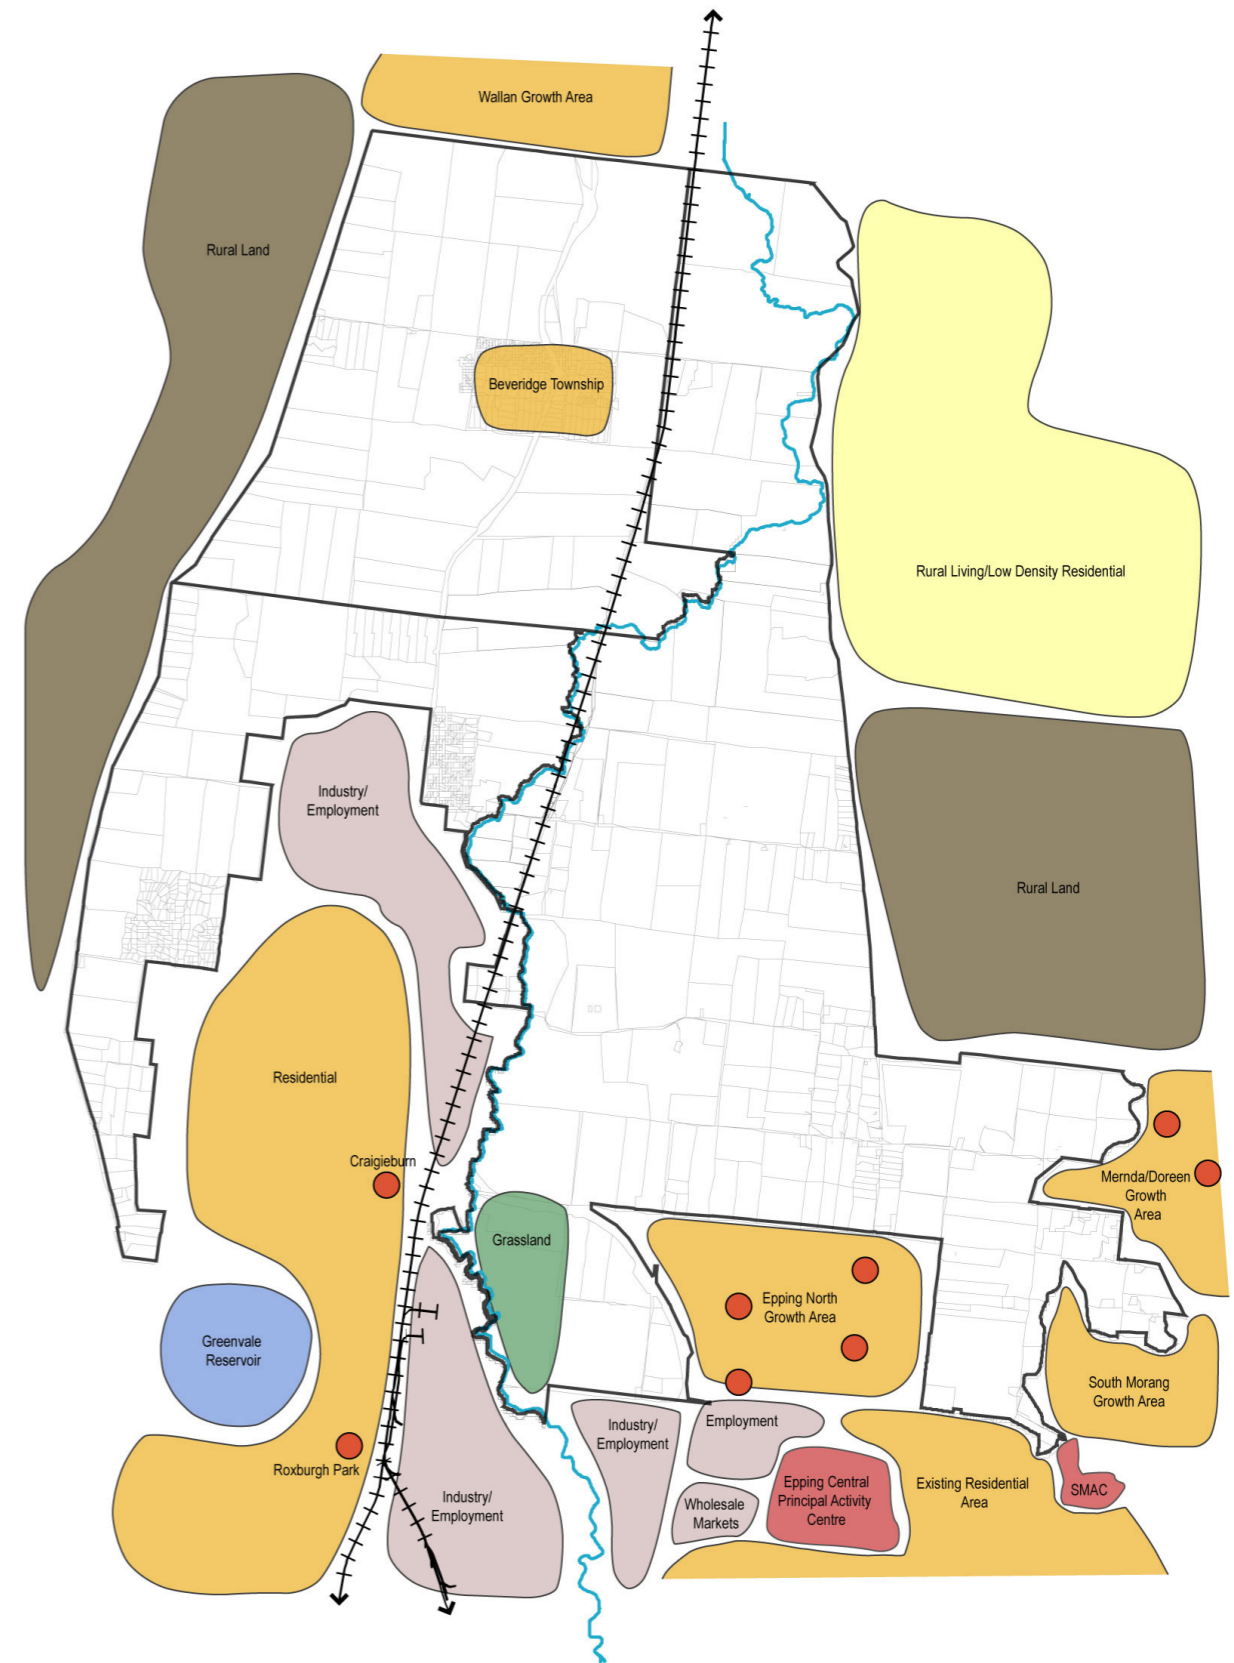 Wallan Growth Area
Rural Land
Beveridge Township
Rural Living/Low Density Residential
Industry/
Employment
Rural Land
Residential
Craigieburn
Mernda/Doreen
Growth
Area
Grassland
Epping North
Growth Area
Greenvale
Reservoir
South Morang
Growth Area
Industry/
Employment
Employment
Roxburgh Park
Epping Central
Principal Activity
Centre
Existing Residential
Area
SMAC
Industry/
Employment
Wholesale
Markets